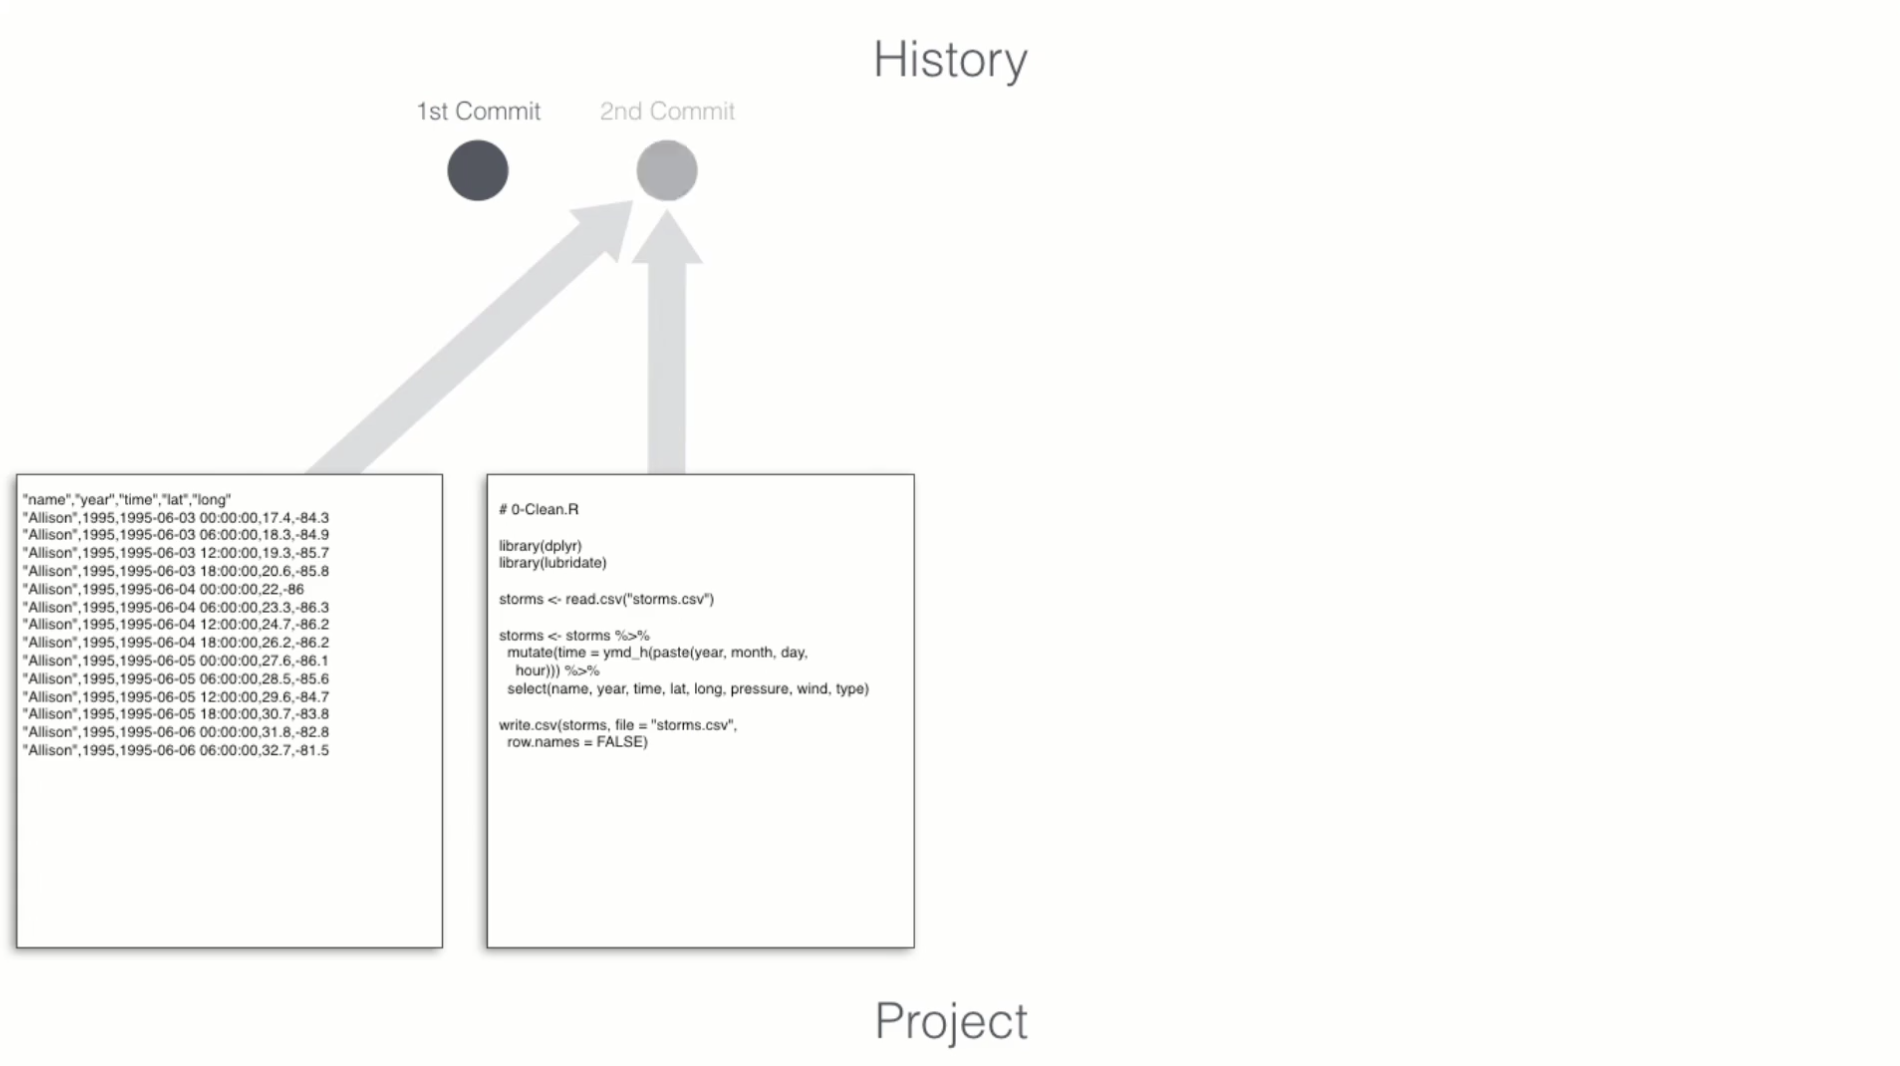 History
1st Commit
2nd Commit
"name","year","time","lat","long"
"Allison",1995,1995-06-03 00:00:00,17.4,-84.3
"Allison",1995,1995-06-03 06:00:00,18.3,-84.9
"Allison",1995,1995-06-03 12:00:00,19.3,-85.7
"Allison",1995,1995-06-03 18:00:00,20.6,-85.8
"Allison",1995,1995-06-04 00:00:00,22,-86
"Allison",1995,1995-06-04 06:00:00,23.3,-86.3
"Allison",1995,1995-06-04 12:00:00,24.7,-86.2
"Allison",1995,1995-06-04 18:00:00,26.2,-86.2
"Allison",1995,1995-06-05 00:00:00,27.6,-86.1
"Allison",1995,1995-06-05 06:00:00,28.5,-85.6
"Allison",1995,1995-06-05 12:00:00,29.6,-84.7
"Allison",1995,1995-06-05 18:00:00,30.7,-83.8
"Allison",1995,1995-06-06 00:00:00,31.8,-82.8
"Allison",1995,1995-06-06 06:00:00,32.7,-81.5
# 0-Clean.R
library(dplyr)
library(lubridate)
storms <- read.csv("storms.csv")
storms <- storms %>%
mutate(time = ymd_h(paste(year, month, day,
hour))) %>%
select(name, year, time, lat, long, pressure, wind, type)
write.csv(storms, file = "storms.csv",
row.names = FALSE)
Project